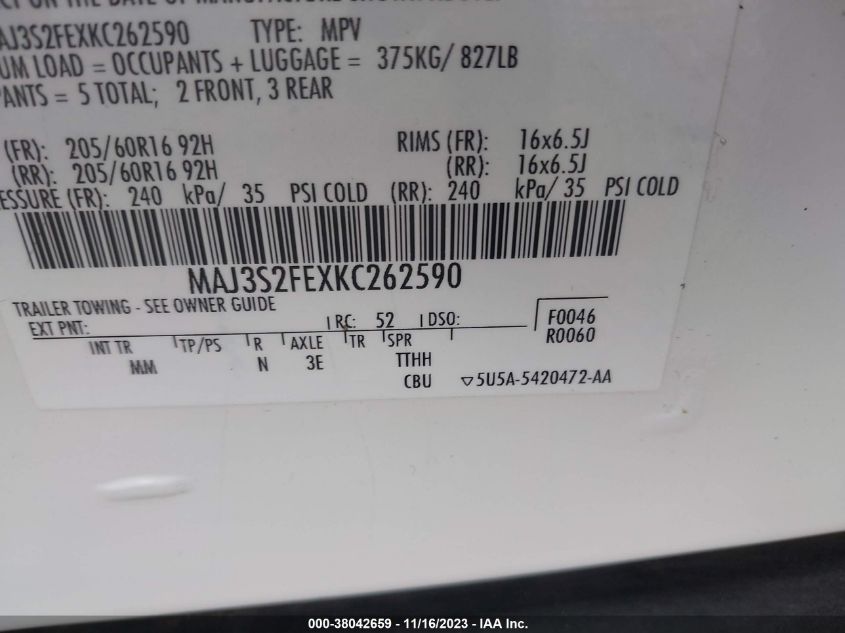 TYPE: MPV
AJ3S2FEXKC262590
UM LOAD = OCCUPANTS + LUGGAGE = 375KG/ 827LB
PANTS = 5 TOTAL; 2 FRONT, 3 REAR
(FR): 205/60R16 92H RIMS (FR): 16x6.5J
(RR): 205/60R16 92H (RR): 16x6.5J
ESSURE (FR): 240 kPa/ 35 PSI COLD (RR): 240 kPa/ 35 PSI COLD
MAJ3S2FEXKC262590
TRAILER TOWING - SEE OWNER GUIDE
EXT PNT: RC: 52 DSO: F0046
R0060
INT TR TP/PS R AXLE TR SPR
MM N 3E TTHH
CBU ▽5U5A-5420472-AA
000-38042659 - 11/16/2023 - IAA Inc.